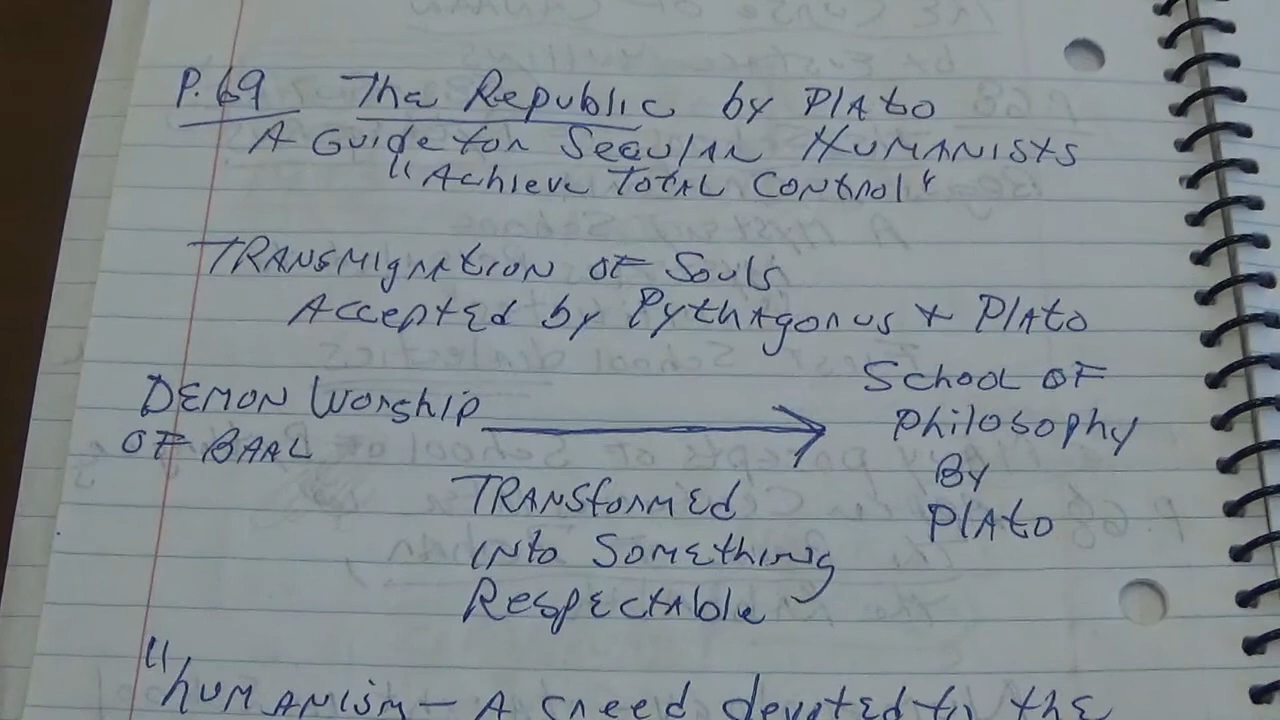 P.69 The Republic by Plato
A Guide for Secular Humanists
"Achieve Total Control"
Transmigration of Souls
Accepted by Pythagorus + Plato
Demon Worship
of Baal
Transformed
into Something
Respectable
School of
Philosophy
By
Plato
"Humanism - A creed devoted to the